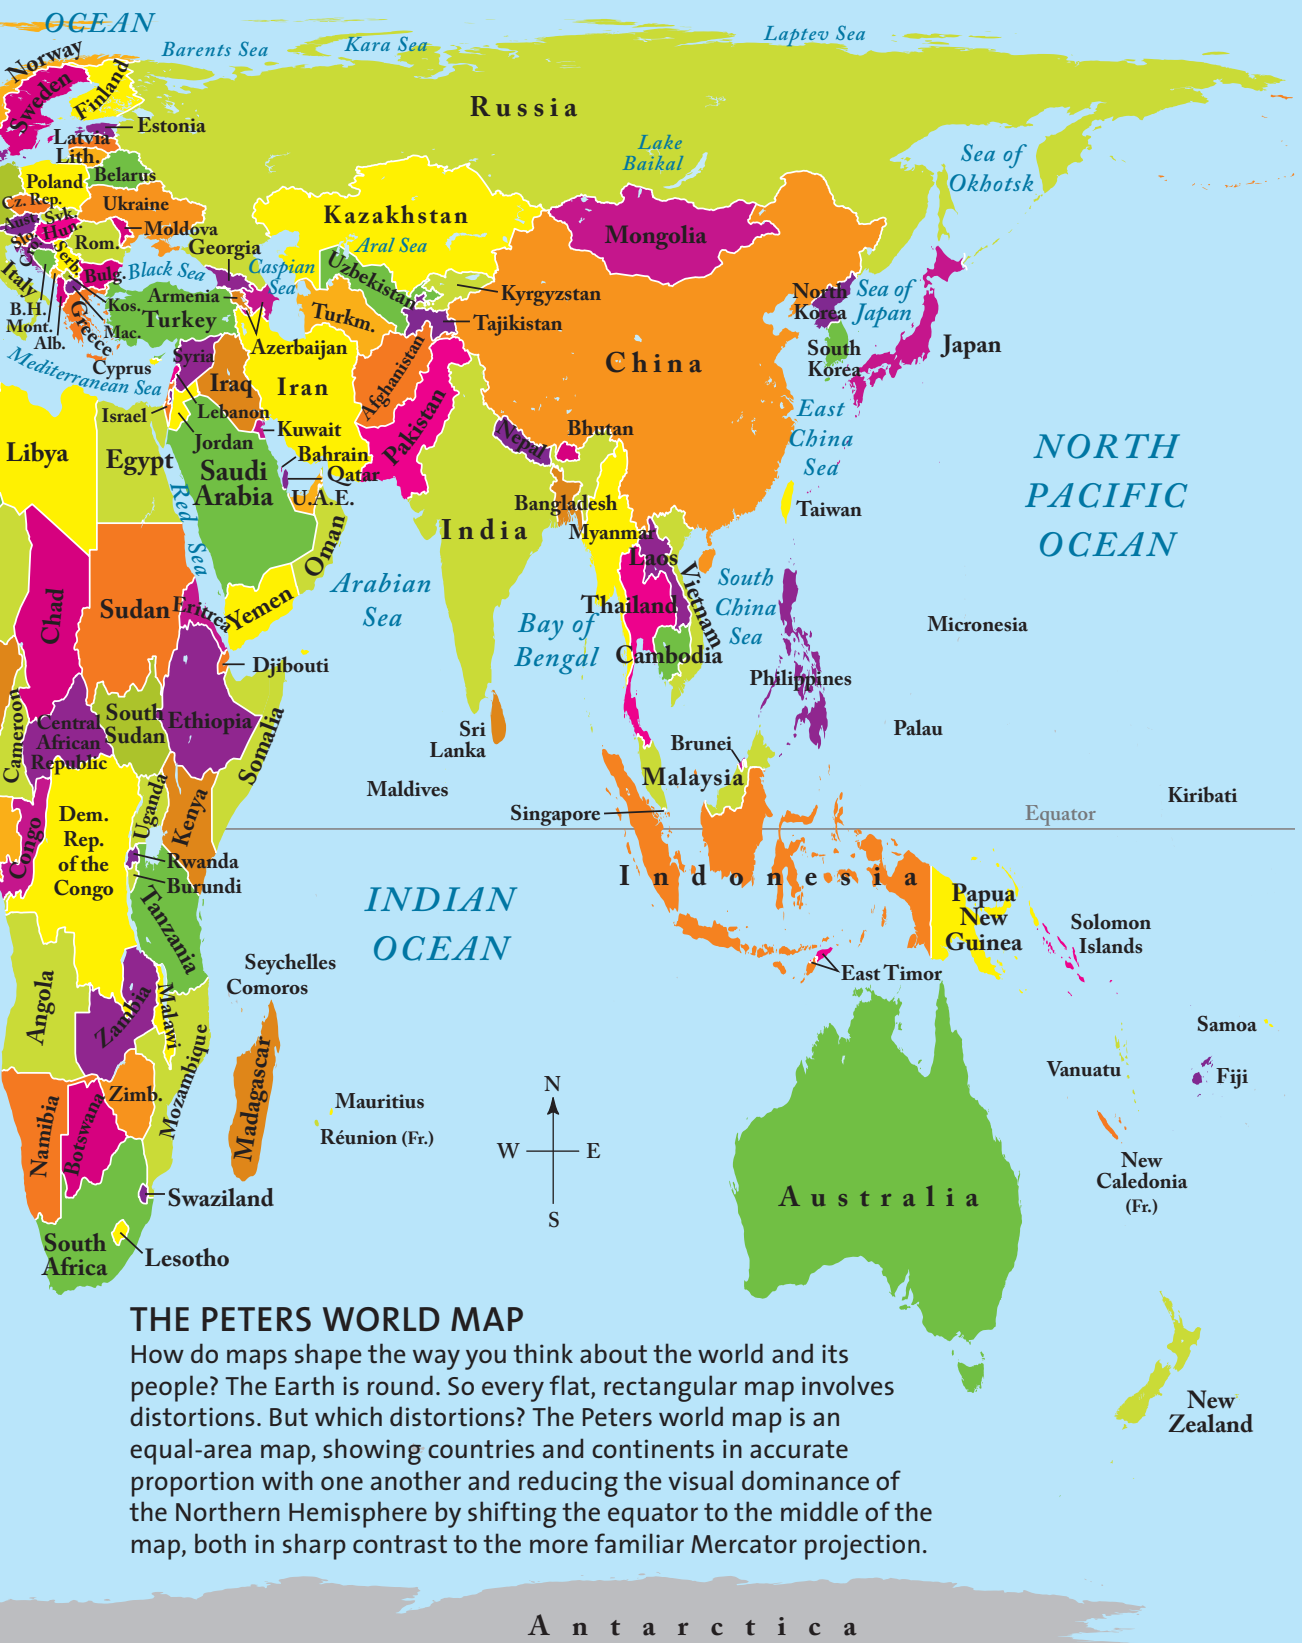 OCEAN
Barents Sea
Kara Sea
Laptev Sea
Norway
Sweden
Finland
Russia
Estonia
Latvia
Lith.
Lake
Baikal
Sea of
Okhotsk
Belarus
Poland
Cz. Rep.
Ukraine
Kazakhstan
Aust.
Svk.
Moldova
Slo.
Hun.
Mongolia
Cro.
Rom.
Georgia
Aral Sea
Serb.
Italy
Bulg.
Black Sea
Caspian
Sea
Uzbekistan
Kyrgyzstan
North
Korea
Sea of
Japan
B.H.
Kos.
Armenia
Mont.
Mac.
Turkey
Turkm.
Tajikistan
Alb.
Greece
Azerbaijan
South
Korea
Japan
Mediterranean Sea
Cyprus
Syria
China
Iraq
Iran
Afghanistan
Israel
Lebanon
Pakistan
East
China
Sea
Kuwait
Jordan
Nepal
Bhutan
NORTH
PACIFIC
OCEAN
Libya
Egypt
Bahrain
Saudi
Arabia
Qatar
U.A.E.
Red Sea
Bangladesh
Taiwan
India
Myanmar
Oman
Laos
Vietnam
Arabian
Sea
South
China
Sea
Chad
Sudan
Eritrea
Yemen
Thailand
Bay of
Bengal
Micronesia
Cambodia
Djibouti
Philippines
Cameroon
Central
African
Republic
South
Sudan
Ethiopia
Somalia
Sri
Lanka
Palau
Brunei
Malaysia
Maldives
Kiribati
Singapore
Equator
Dem.
Rep.
of the
Congo
Uganda
Kenya
Congo
Rwanda
Burundi
Indonesia
Papua
New
Guinea
INDIAN
OCEAN
Tanzania
Solomon
Islands
Seychelles
Comoros
East Timor
Angola
Zambia
Malawi
Mozambique
Samoa
Madagascar
Vanuatu
Fiji
Zimb.
Namibia
Botswana
Mauritius
Réunion (Fr.)
N
W
E
S
New
Caledonia
(Fr.)
Swaziland
Australia
South
Africa
Lesotho
THE PETERS WORLD MAP
How do maps shape the way you think about the world and its
people? The Earth is round. So every flat, rectangular map involves
distortions. But which distortions? The Peters world map is an
equal-area map, showing countries and continents in accurate
proportion with one another and reducing the visual dominance of
the Northern Hemisphere by shifting the equator to the middle of the
map, both in sharp contrast to the more familiar Mercator projection.
New
Zealand
Antarctica